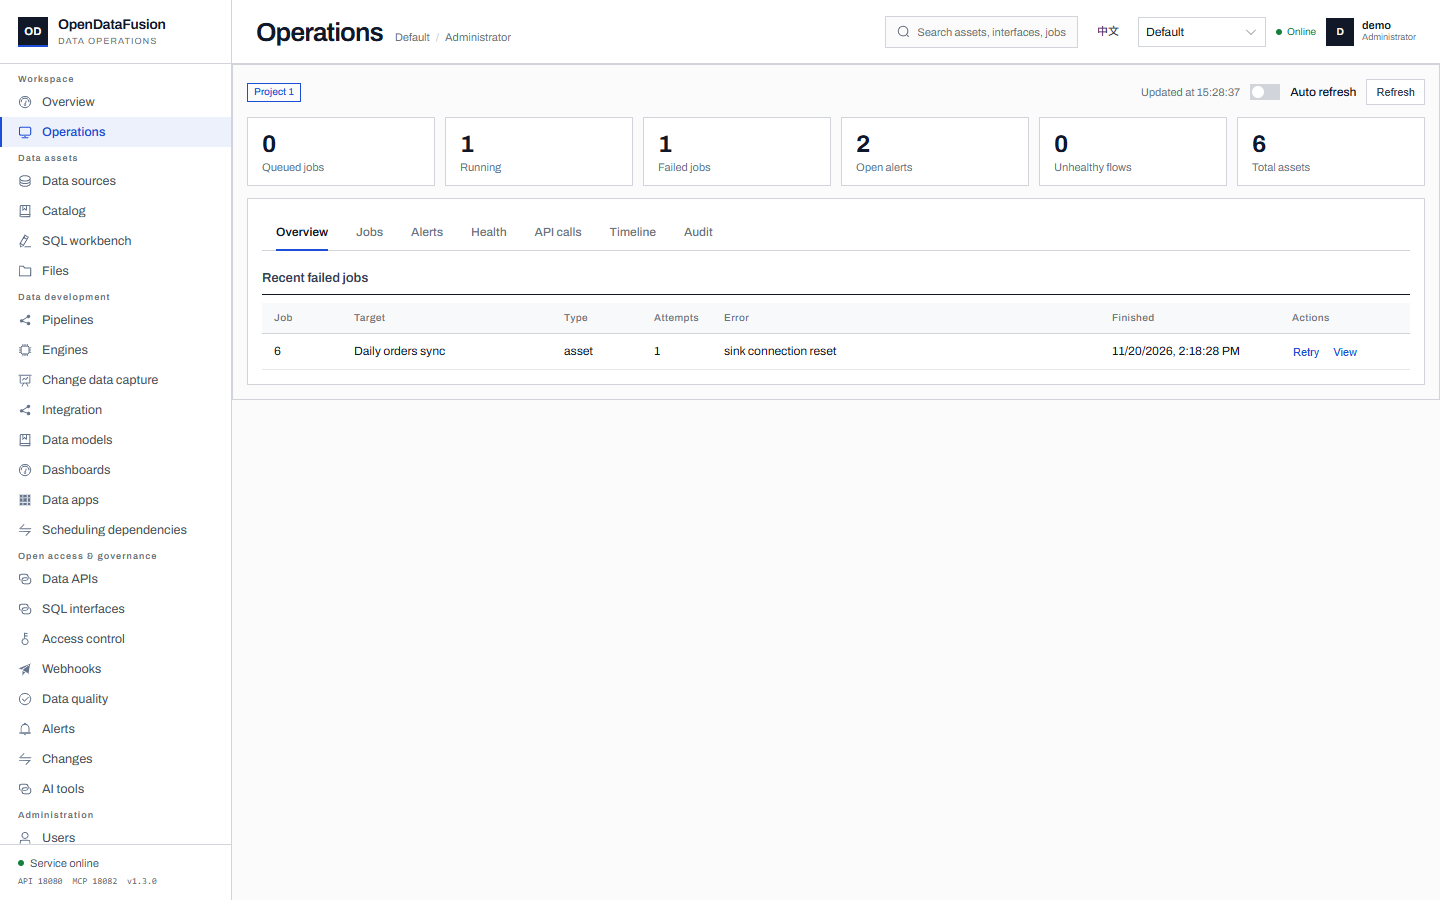 OD
OpenDataFusion
DATA OPERATIONS
Operations
Default / Administrator
Search assets, interfaces, jobs
中文
Default
Online
D
demo
Administrator
Workspace
Overview
Operations
Data assets
Data sources
Catalog
SQL workbench
Files
Data development
Pipelines
Engines
Change data capture
Integration
Data models
Dashboards
Data apps
Scheduling dependencies
Open access & governance
Data APIs
SQL interfaces
Access control
Webhooks
Data quality
Alerts
Changes
AI tools
Administration
Users
Service online
API 18080 MCP 18082 v1.3.0
Project 1
Updated at 15:28:37
Auto refresh
Refresh
0
Queued jobs
1
Running
1
Failed jobs
2
Open alerts
0
Unhealthy flows
6
Total assets
Overview Jobs Alerts Health API calls Timeline Audit
Recent failed jobs
Job Target Type Attempts Error Finished Actions
6 Daily orders sync asset 1 sink connection reset 11/20/2026, 2:18:28 PM Retry View